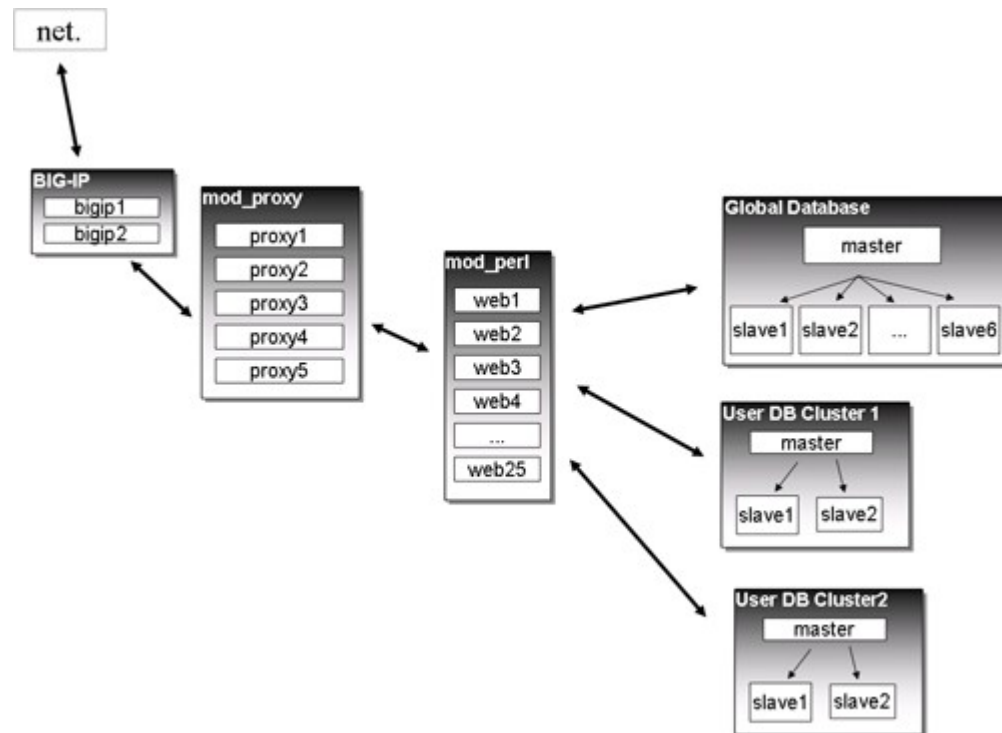 net.
BIG-IP
bigip1
bigip2
mod_proxy
proxy1
proxy2
proxy3
proxy4
proxy5
mod_perl
web1
web2
web3
web4
...
web25
Global Database
master
slave1 slave2 ... slave6
User DB Cluster 1
master
slave1 slave2
User DB Cluster2
master
slave1 slave2